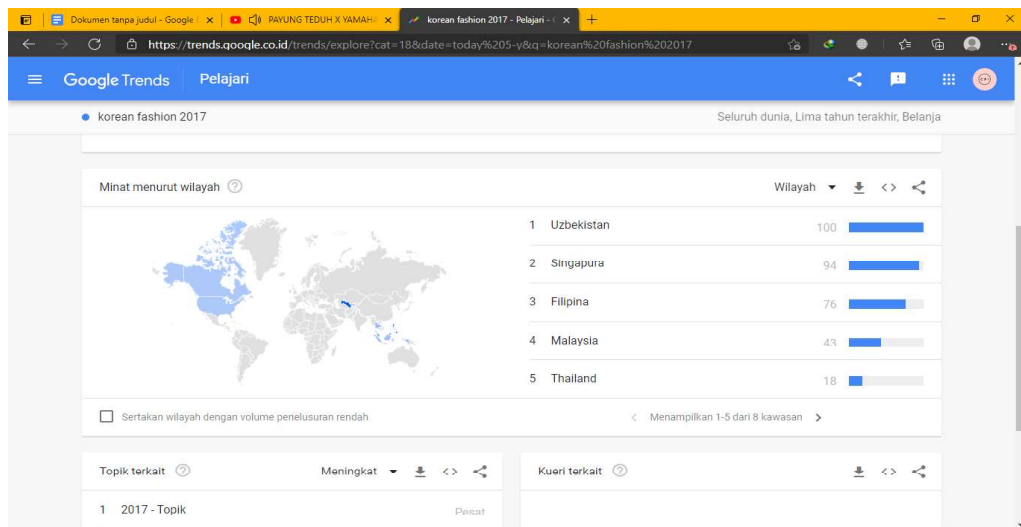 Dokumen tanpa judul - Google
PAYUNG TEDUH X YAMAHA
korean fashion 2017 - Pelajari -
https://trends.google.co.id/trends/explore?cat=18&date=today%205-y&q=korean%20fashion%202017
Google Trends Pelajari
korean fashion 2017 Seluruh dunia, Lima tahun terakhir, Belanja
Minat menurut wilayah Wilayah
1 Uzbekistan 100
2 Singapura 94
3 Filipina 76
4 Malaysia 43
5 Thailand 18
Sertakan wilayah dengan volume penelusuran rendah Menampilkan 1-5 dari 8 kawasan
Topik terkait Meningkat Kueri terkait
1 2017 - Topik Pesat